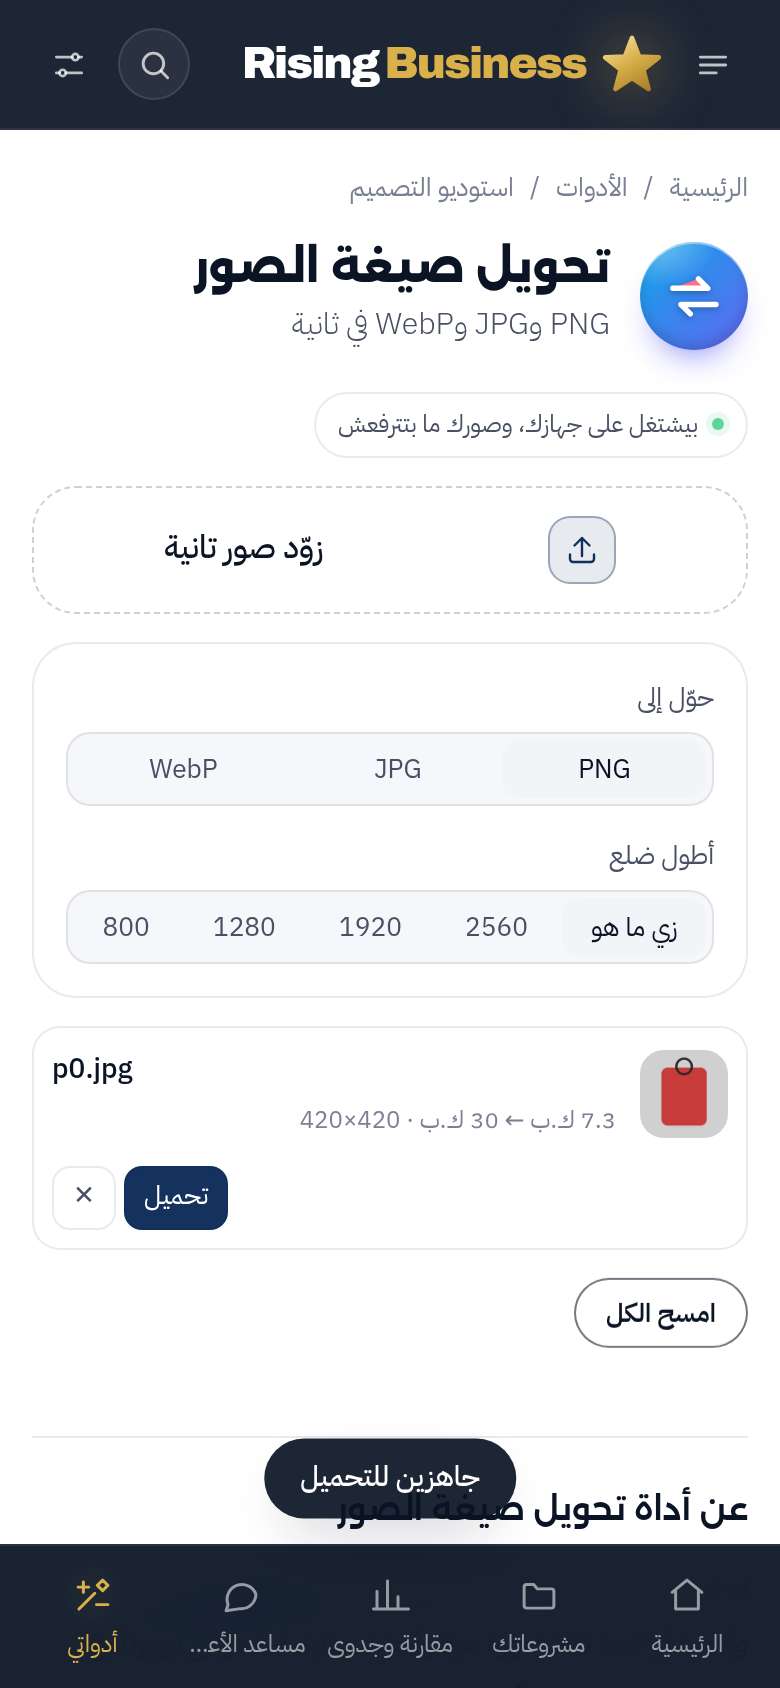 Rising Business
الرئيسية / الأدوات / استوديو التصميم
تحويل صيغة الصور
PNG وJPG وWebP في ثانية
بيشتغل على جهازك، وصورك ما بتترفعش
زوّد صور تانية
حوّل إلى
PNG JPG WebP
أطول ضلع
زي ما هو 2560 1920 1280 800
p0.jpg
7.3 ك.ب ← 30 ك.ب · 420×420
تحميل ✕
امسح الكل
جاهزين للتحميل
عن أداة تحويل صيغة الصور
الرئيسية مشروعاتك مقارنة وجدوى مساعد الأعـ... أدواتي